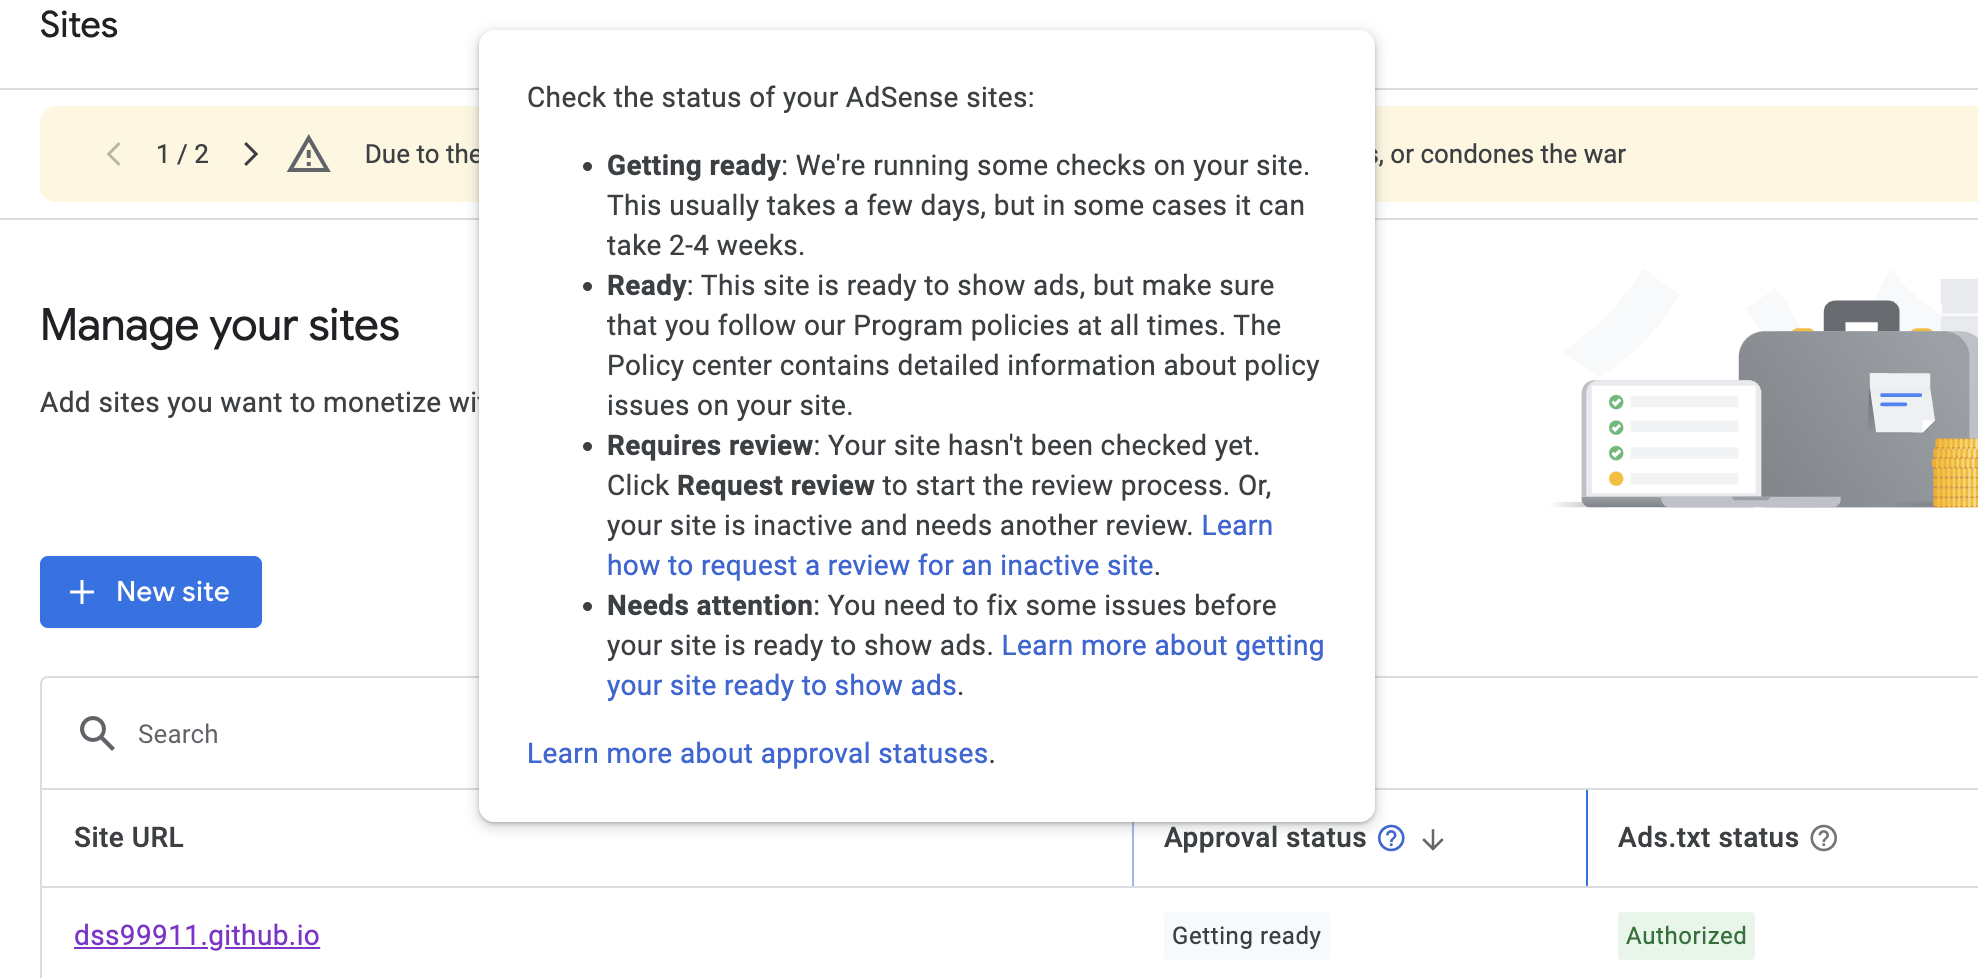 Sites
1 / 2
Due to the
, or condones the war
Check the status of your AdSense sites:
• Getting ready: We're running some checks on your site.
This usually takes a few days, but in some cases it can
take 2-4 weeks.
• Ready: This site is ready to show ads, but make sure
that you follow our Program policies at all times. The
Policy center contains detailed information about policy
issues on your site.
• Requires review: Your site hasn't been checked yet.
Click Request review to start the review process. Or,
your site is inactive and needs another review. Learn
how to request a review for an inactive site.
• Needs attention: You need to fix some issues before
your site is ready to show ads. Learn more about getting
your site ready to show ads.
Learn more about approval statuses.
Manage your sites
Add sites you want to monetize
+ New site
Search
Site URL
Approval status ?
Ads.txt status ?
dss99911.github.io
Getting ready
Authorized